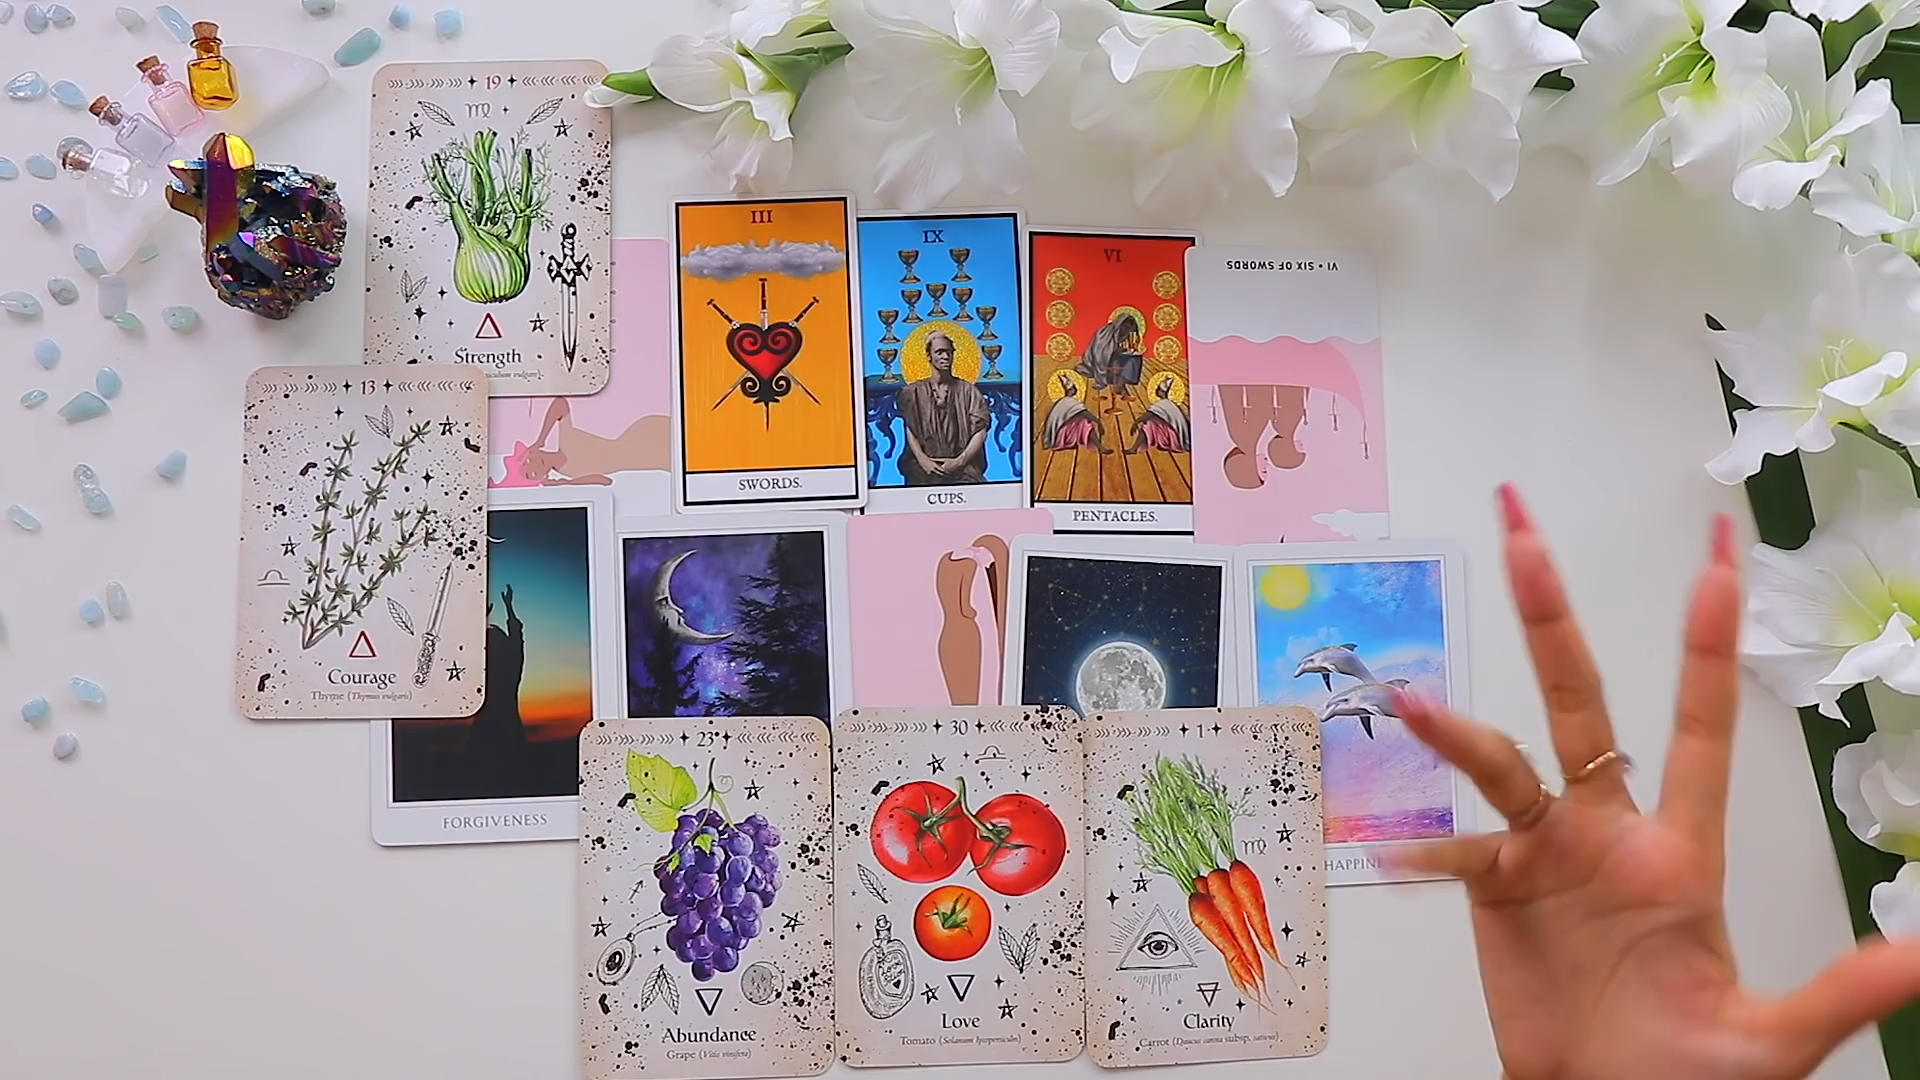 19
Strength
III
SWORDS.
IX
CUPS.
VI
PENTACLES.
VI • SIX OF SWORDS
13
Courage
Thyme (Thymus vulgaris)
FORGIVENESS
HAPPIN
23
Abundance
Grape (Vitis vinifera)
30
Love
Tomato (Solanum lycopersicum)
1
Clarity
Carrot (Daucus carota subsp. sativus)